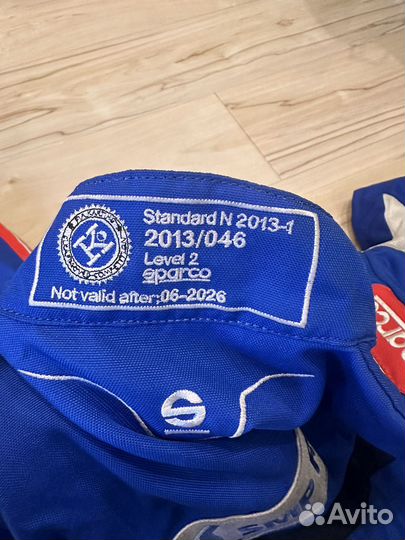 Standard N 2013-1
2013/046
Level 2
sparco
Not valid after:06-2026
Avito